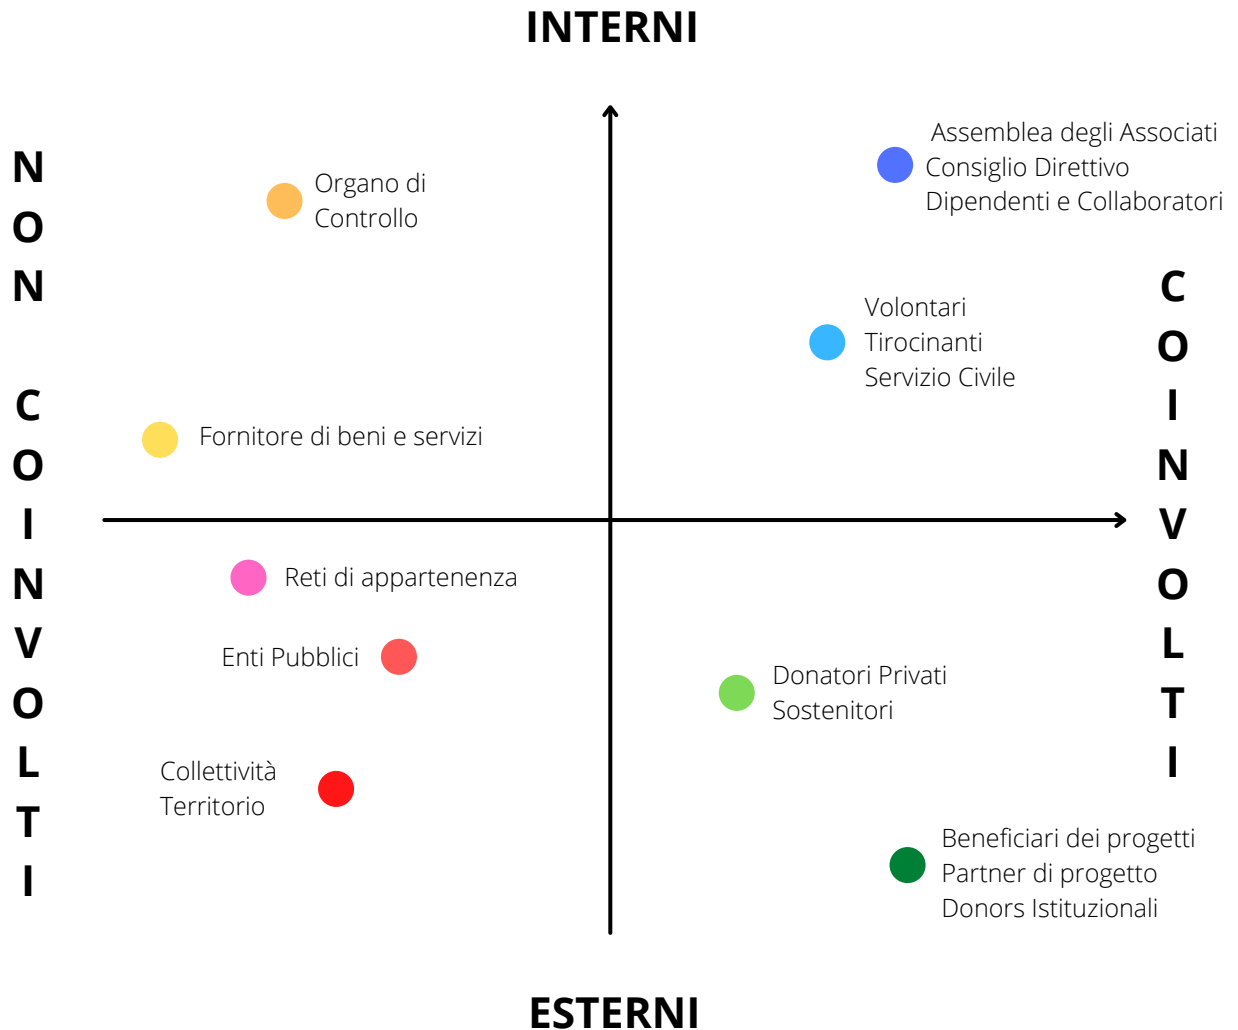 INTERNI
NON COINVOLTI
Organo di
Controllo
Assemblea degli Associati
Consiglio Direttivo
Dipendenti e Collaboratori
COINVOLTI
Volontari
Tirocinanti
Servizio Civile
Fornitore di beni e servizi
Reti di appartenenza
Enti Pubblici
Donatori Privati
Sostenitori
Collettività
Territorio
Beneficiari dei progetti
Partner di progetto
Donors Istituzionali
ESTERNI